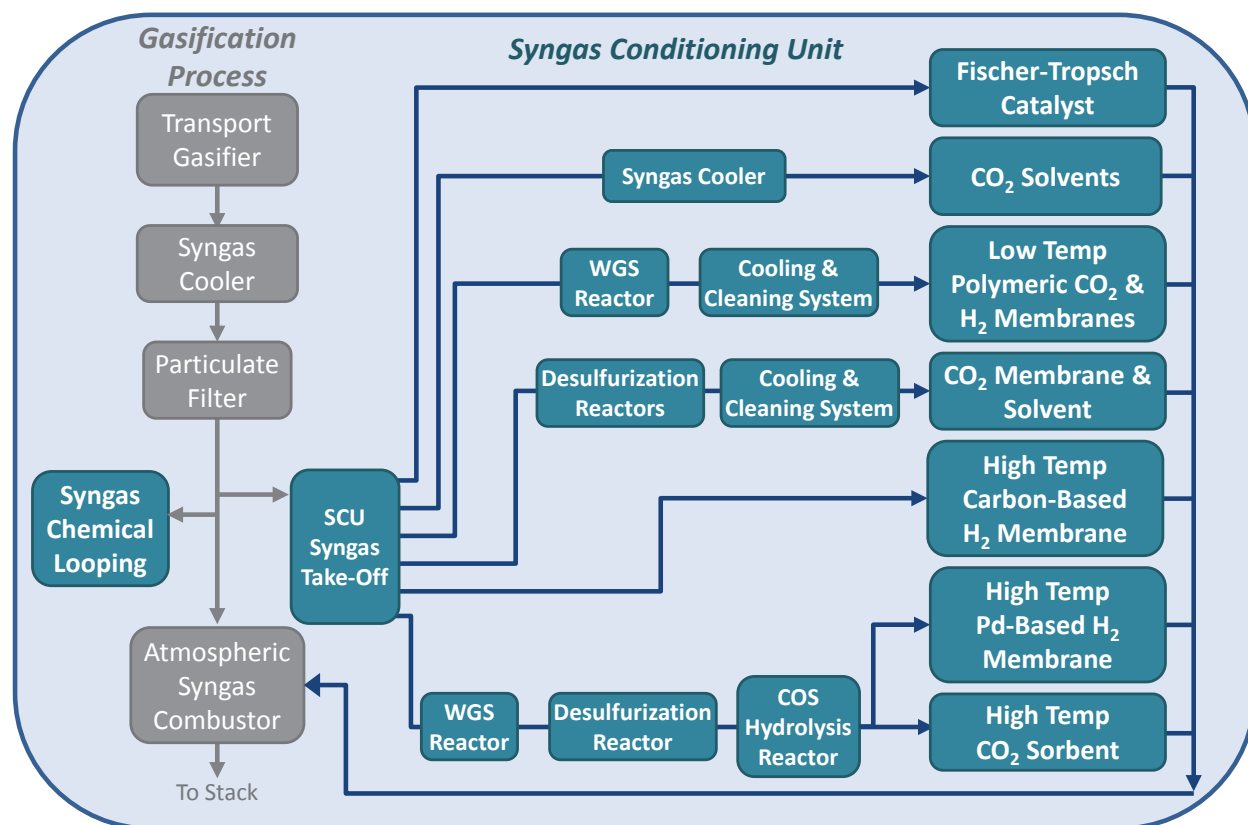 Gasification
Process
Syngas Conditioning Unit
Transport
Gasifier
Syngas
Cooler
Particulate
Filter
Syngas
Chemical
Looping
SCU
Syngas
Take-Off
Atmospheric
Syngas
Combustor
To Stack
Fischer-Tropsch
Catalyst
Syngas Cooler
CO₂ Solvents
WGS
Reactor
Cooling &
Cleaning System
Low Temp
Polymeric CO₂ &
H₂ Membranes
Desulfurization
Reactors
Cooling &
Cleaning System
CO₂ Membrane &
Solvent
High Temp
Carbon-Based
H₂ Membrane
High Temp
Pd-Based H₂
Membrane
WGS
Reactor
Desulfurization
Reactor
COS
Hydrolysis
Reactor
High Temp
CO₂ Sorbent